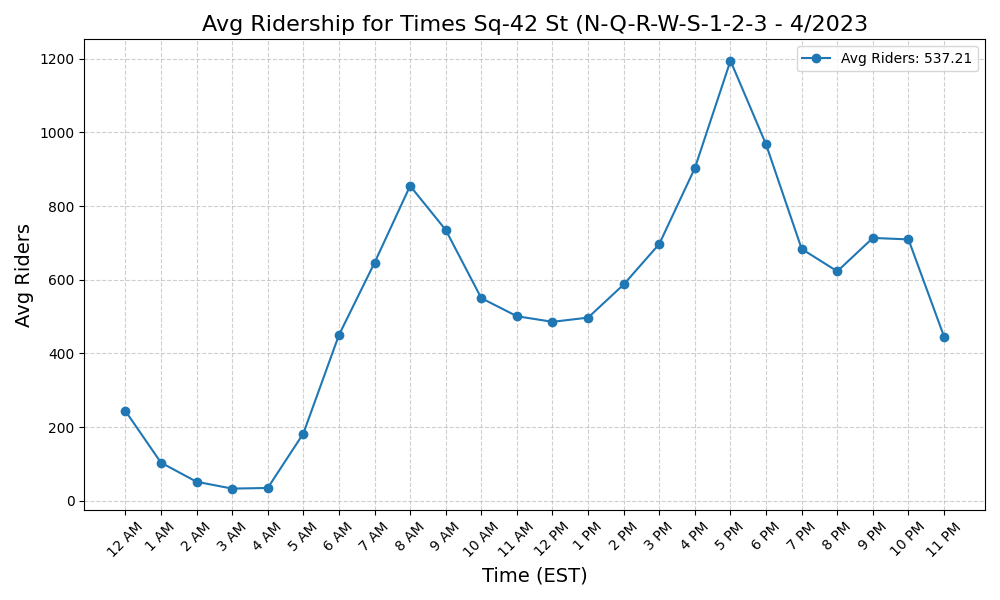 Avg Ridership for Times Sq-42 St (N-Q-R-W-S-1-2-3 - 4/2023
Avg Riders: 537.21
1200
1000
800
600
400
200
0
Avg Riders
12 AM
1 AM
2 AM
3 AM
4 AM
5 AM
6 AM
7 AM
8 AM
9 AM
10 AM
11 AM
12 PM
1 PM
2 PM
3 PM
4 PM
5 PM
6 PM
7 PM
8 PM
9 PM
10 PM
11 PM
Time (EST)